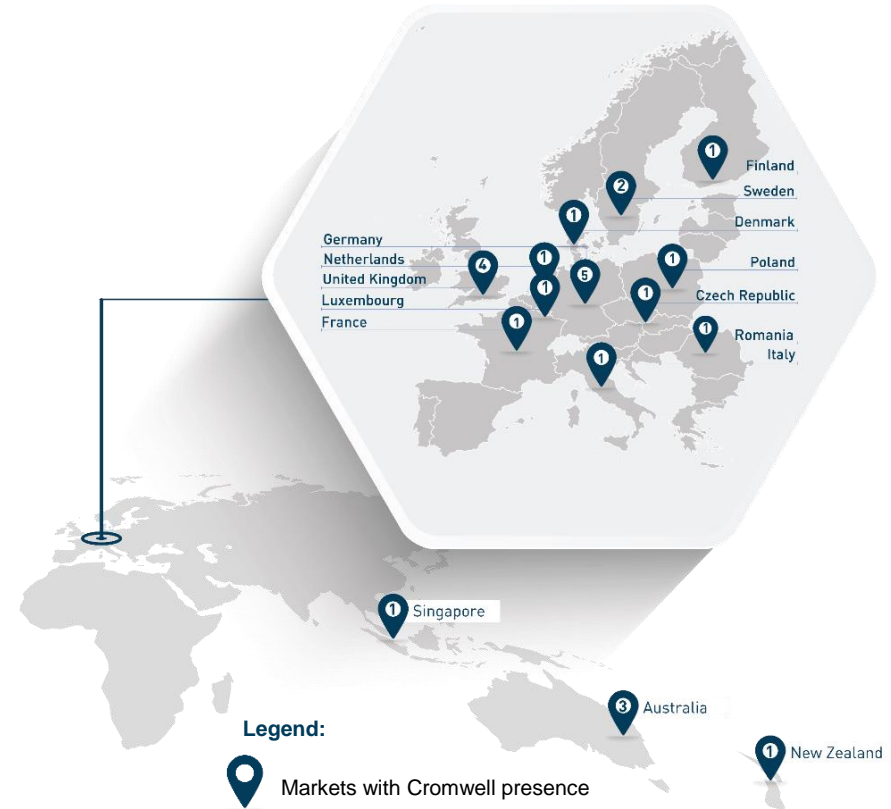 1
Finland
2
Sweden
1
Denmark
Germany
Netherlands
1
1
Poland
4
United Kingdom
5
1
Luxembourg
1
Czech Republic
France
1
1
Romania
1
Italy
1
Singapore
3
Australia
Legend:
1
New Zealand
Markets with Cromwell presence